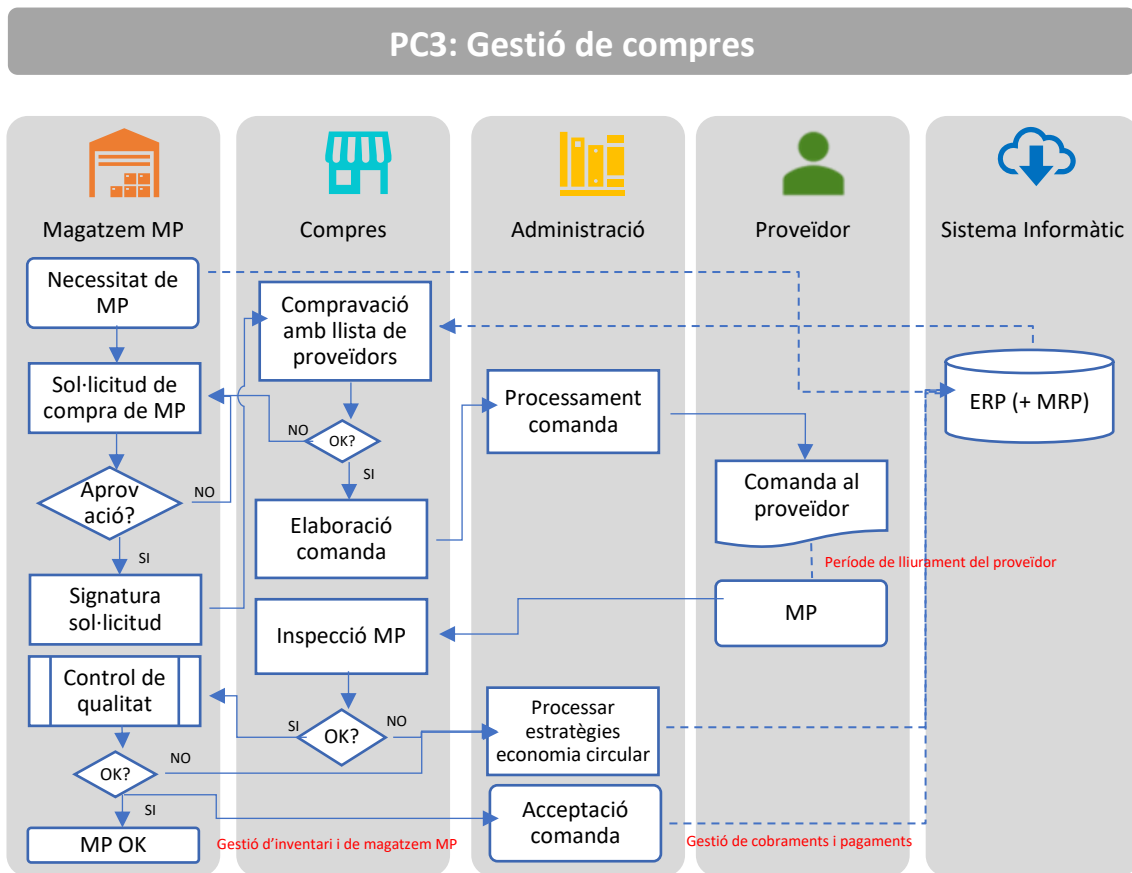 PC3: Gestió de compres
Magatzem MP
Compres
Administració
Proveïdor
Sistema Informàtic
Necessitat de
MP
Sol·licitud de
compra de MP
Aprov
ació?
NO
SI
Signatura
sol·licitud
Control de
qualitat
OK?
NO
SI
MP OK
Compravació
amb llista de
proveïdors
OK?
NO
SI
Elaboració
comanda
Inspecció MP
OK?
SI
NO
Gestió d'inventari i de magatzem MP
Processament
comanda
Processar
estratègies
economia circular
Acceptació
comanda
Comanda al
proveïdor
Període de lliurament del proveïdor
MP
Gestió de cobraments i pagaments
ERP (+ MRP)